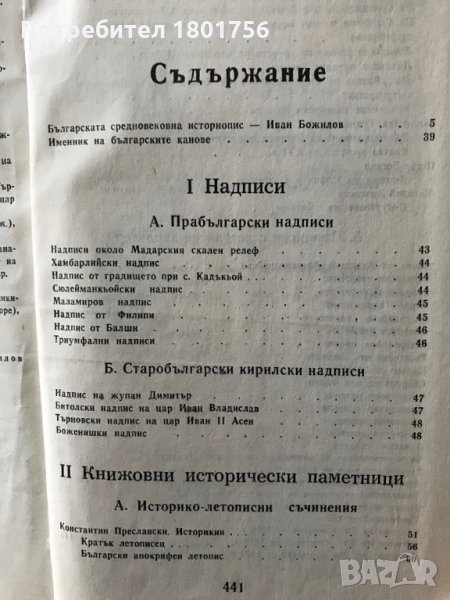 Потребител 1801756
Съдържание
Българската средновековна историопис — Иван Божилов . . . . 5
Именник на българските канове . . . . . . . 39
I Надписи
А. Прабългарски надписи
Надписи около Мадарския скален релеф . . . . . . 43
Хамбарлийски надпис . . . . . . . . 44
Надпис от градището при с. Кадъкьой . . . . . . 44
Сюлейманкьойски надпис . . . . . . . 44
Маламиров надпис . . . . . . . . 45
Надпис от Филипи . . . . . . . . 45
Надпис от Балши . . . . . . . . 46
Триумфални надписи . . . . . . . . 46
Б. Старобългарски кирилски надписи
Надпис на жупан Димитър . . . . . . . 47
Битолски надпис на цар Иван Владислав . . . . . 47
Търновски надпис на цар Иван II Асен . . . . . 48
Боженишки надпис . . . . . . . . 48
II Книжовни исторически паметници
А. Историко-летописни съчинения
Константин Преславски. Историкии . . . . . . 51
Кратък летописец . . . . . . . . 56
Български апокрифен летопис . . . . . . 60
441
BAZAR